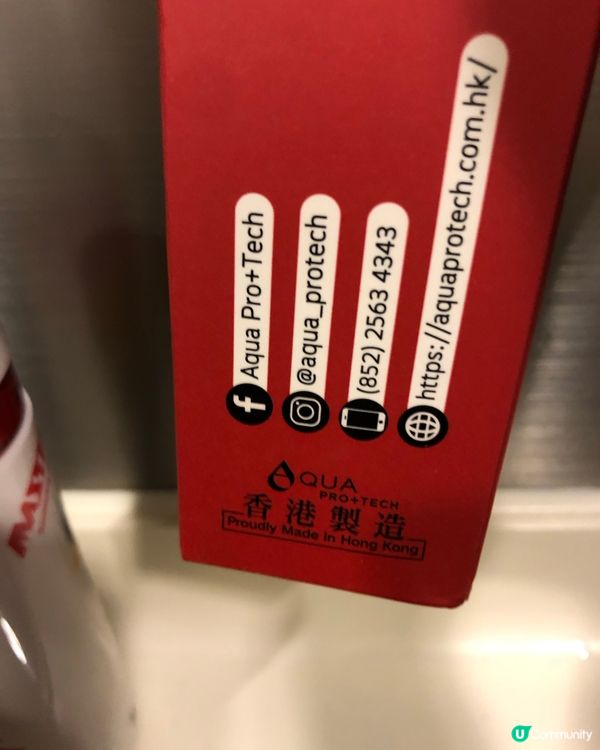 Aqua Pro+Tech
@aqua_protech
(852) 2563 4343
https://aquaprotech.com.hk/
AQUA
PRO+TECH
香港製造
Proudly Made in Hong Kong
U Community